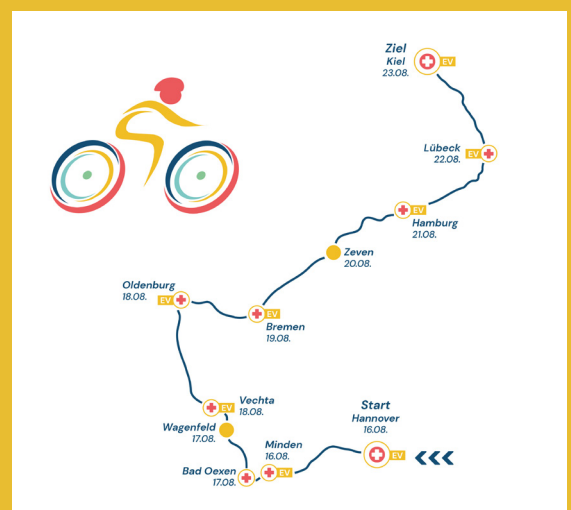 Ziel
Kiel
23.08.
EV
Lübeck
22.08.
EV
EV
Hamburg
21.08.
Zeven
20.08.
Oldenburg
18.08.
EV
EV
Bremen
19.08.
Vechta
18.08.
EV
Wagenfeld
17.08.
Start
Hannover
16.08.
EV
Minden
16.08.
EV
Bad Oexen
17.08.